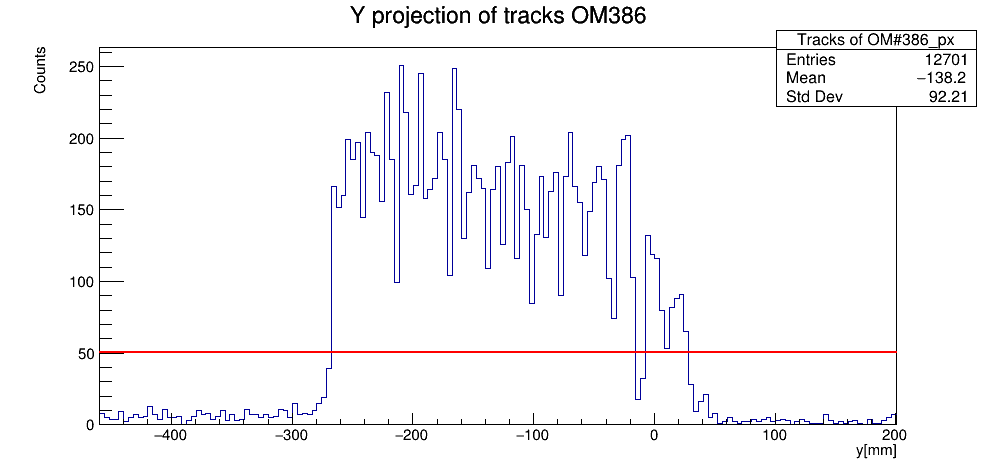 Y projection of tracks OM386
Tracks of OM#386_px
Entries 12701
Mean −138.2
Std Dev 92.21
Counts
250
200
150
100
50
0
−400 −300 −200 −100 0 100 200
y[mm]